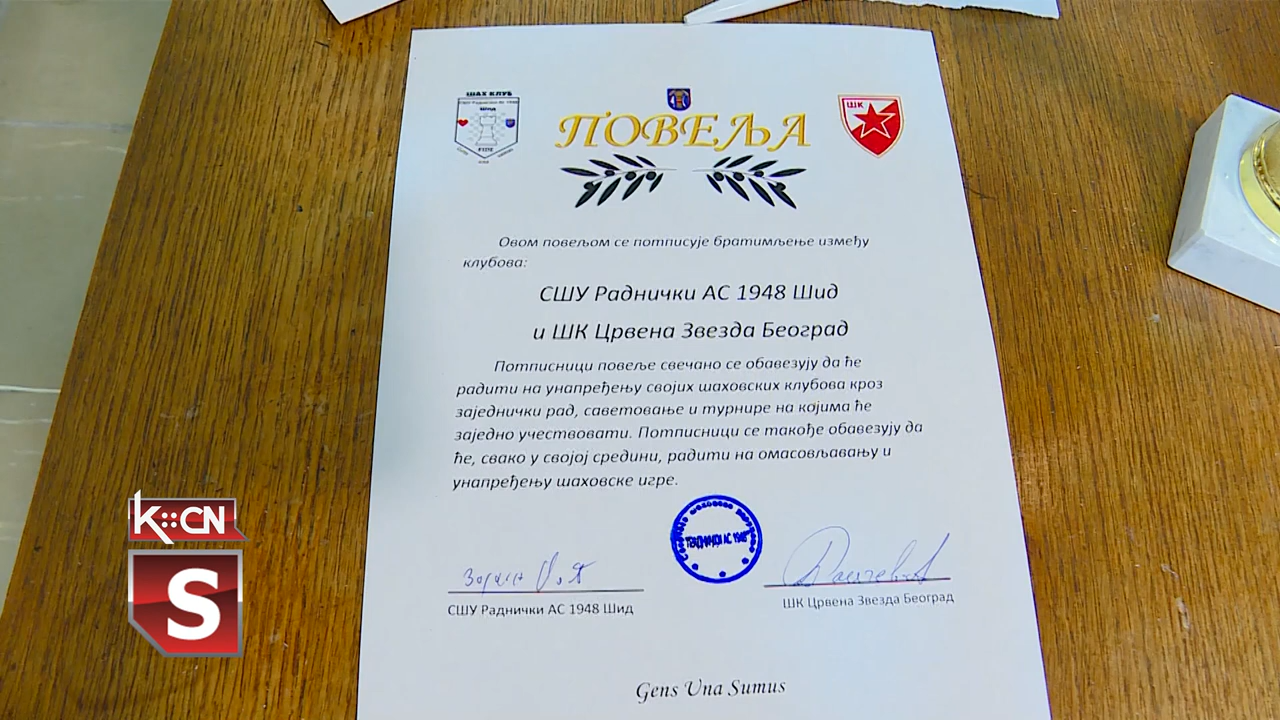 ШАХ КЛУБ
ШК
ПОВЕЉА
Овом повељом се потписује братимљење између
клубова:
СШУ Раднички АС 1948 Шид
и ШК Црвена Звезда Београд
Потписници повеље свечано се обавезују да ће
радити на унапређењу својих шаховских клубова кроз
заједнички рад, саветовање и турнире на којима ће
заједно учествовати. Потписници се такође обавезују да
ће, свако у својој средини, радити на омасовљавању и
унапређењу шаховске игре.
СШУ Раднички АС 1948 Шид
ШК Црвена Звезда Београд
Gens Una Sumus
K::CN
S